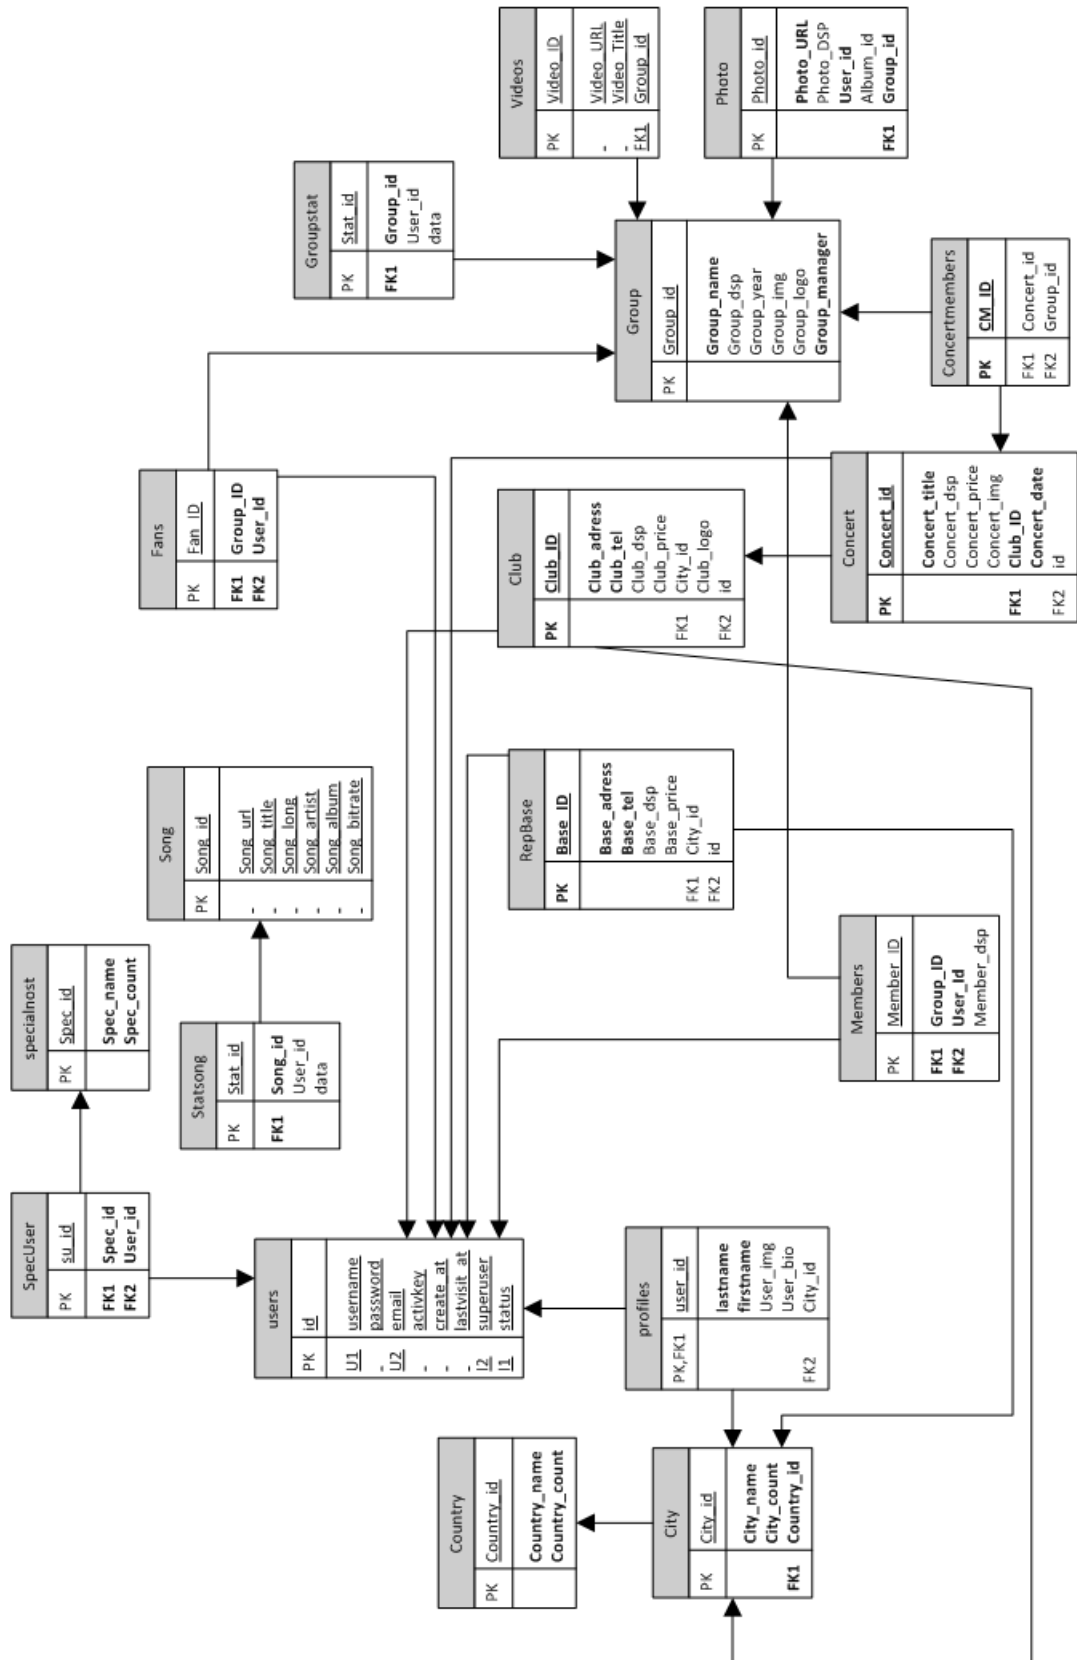 SpecUser
PK su_id
FK1 Spec_id
FK2 User_id
specialnost
PK Spec_id
Spec_name
Spec_count
Statsong
PK Stat_id
FK1 Song_id
User_id
data
Song
PK Song_id
- Song_url
- Song_title
- Song_long
- Song_artist
- Song_album
- Song_bitrate
Fans
PK Fan_ID
FK1 Group_ID
FK2 User_Id
Groupstat
PK Stat_id
FK1 Group_id
User_id
data
Videos
PK Video_ID
- Video_URL
- Video_Title
FK1 Group_id
Photo
PK Photo_id
Photo_URL
Photo_DSP
User_id
Album_id
FK1 Group_id
users
PK id
U1 username
- password
U2 email
- activkey
- create_at
- lastvisit_at
I2 superuser
I1 status
Country
PK Country_id
Country_name
Country_count
City
PK City_id
City_name
City_count
FK1 Country_id
profiles
PK,FK1 user_id
lastname
firstname
User_img
User_bio
FK2 City_id
RepBase
PK Base_ID
Base_adress
Base_tel
Base_dsp
Base_price
FK1 City_id
FK2 id
Club
PK Club_ID
Club_adress
Club_tel
Club_dsp
Club_price
FK1 City_id
Club_logo
FK2 id
Group
PK Group_id
Group_name
Group_dsp
Group_year
Group_img
Group_logo
Group_manager
Members
PK Member_ID
FK1 Group_ID
FK2 User_Id
Member_dsp
Concert
PK Concert_id
Concert_title
Concert_dsp
Concert_price
Concert_img
FK1 Club_ID
Concert_date
FK2 id
Concertmembers
PK CM_ID
FK1 Concert_id
FK2 Group_id